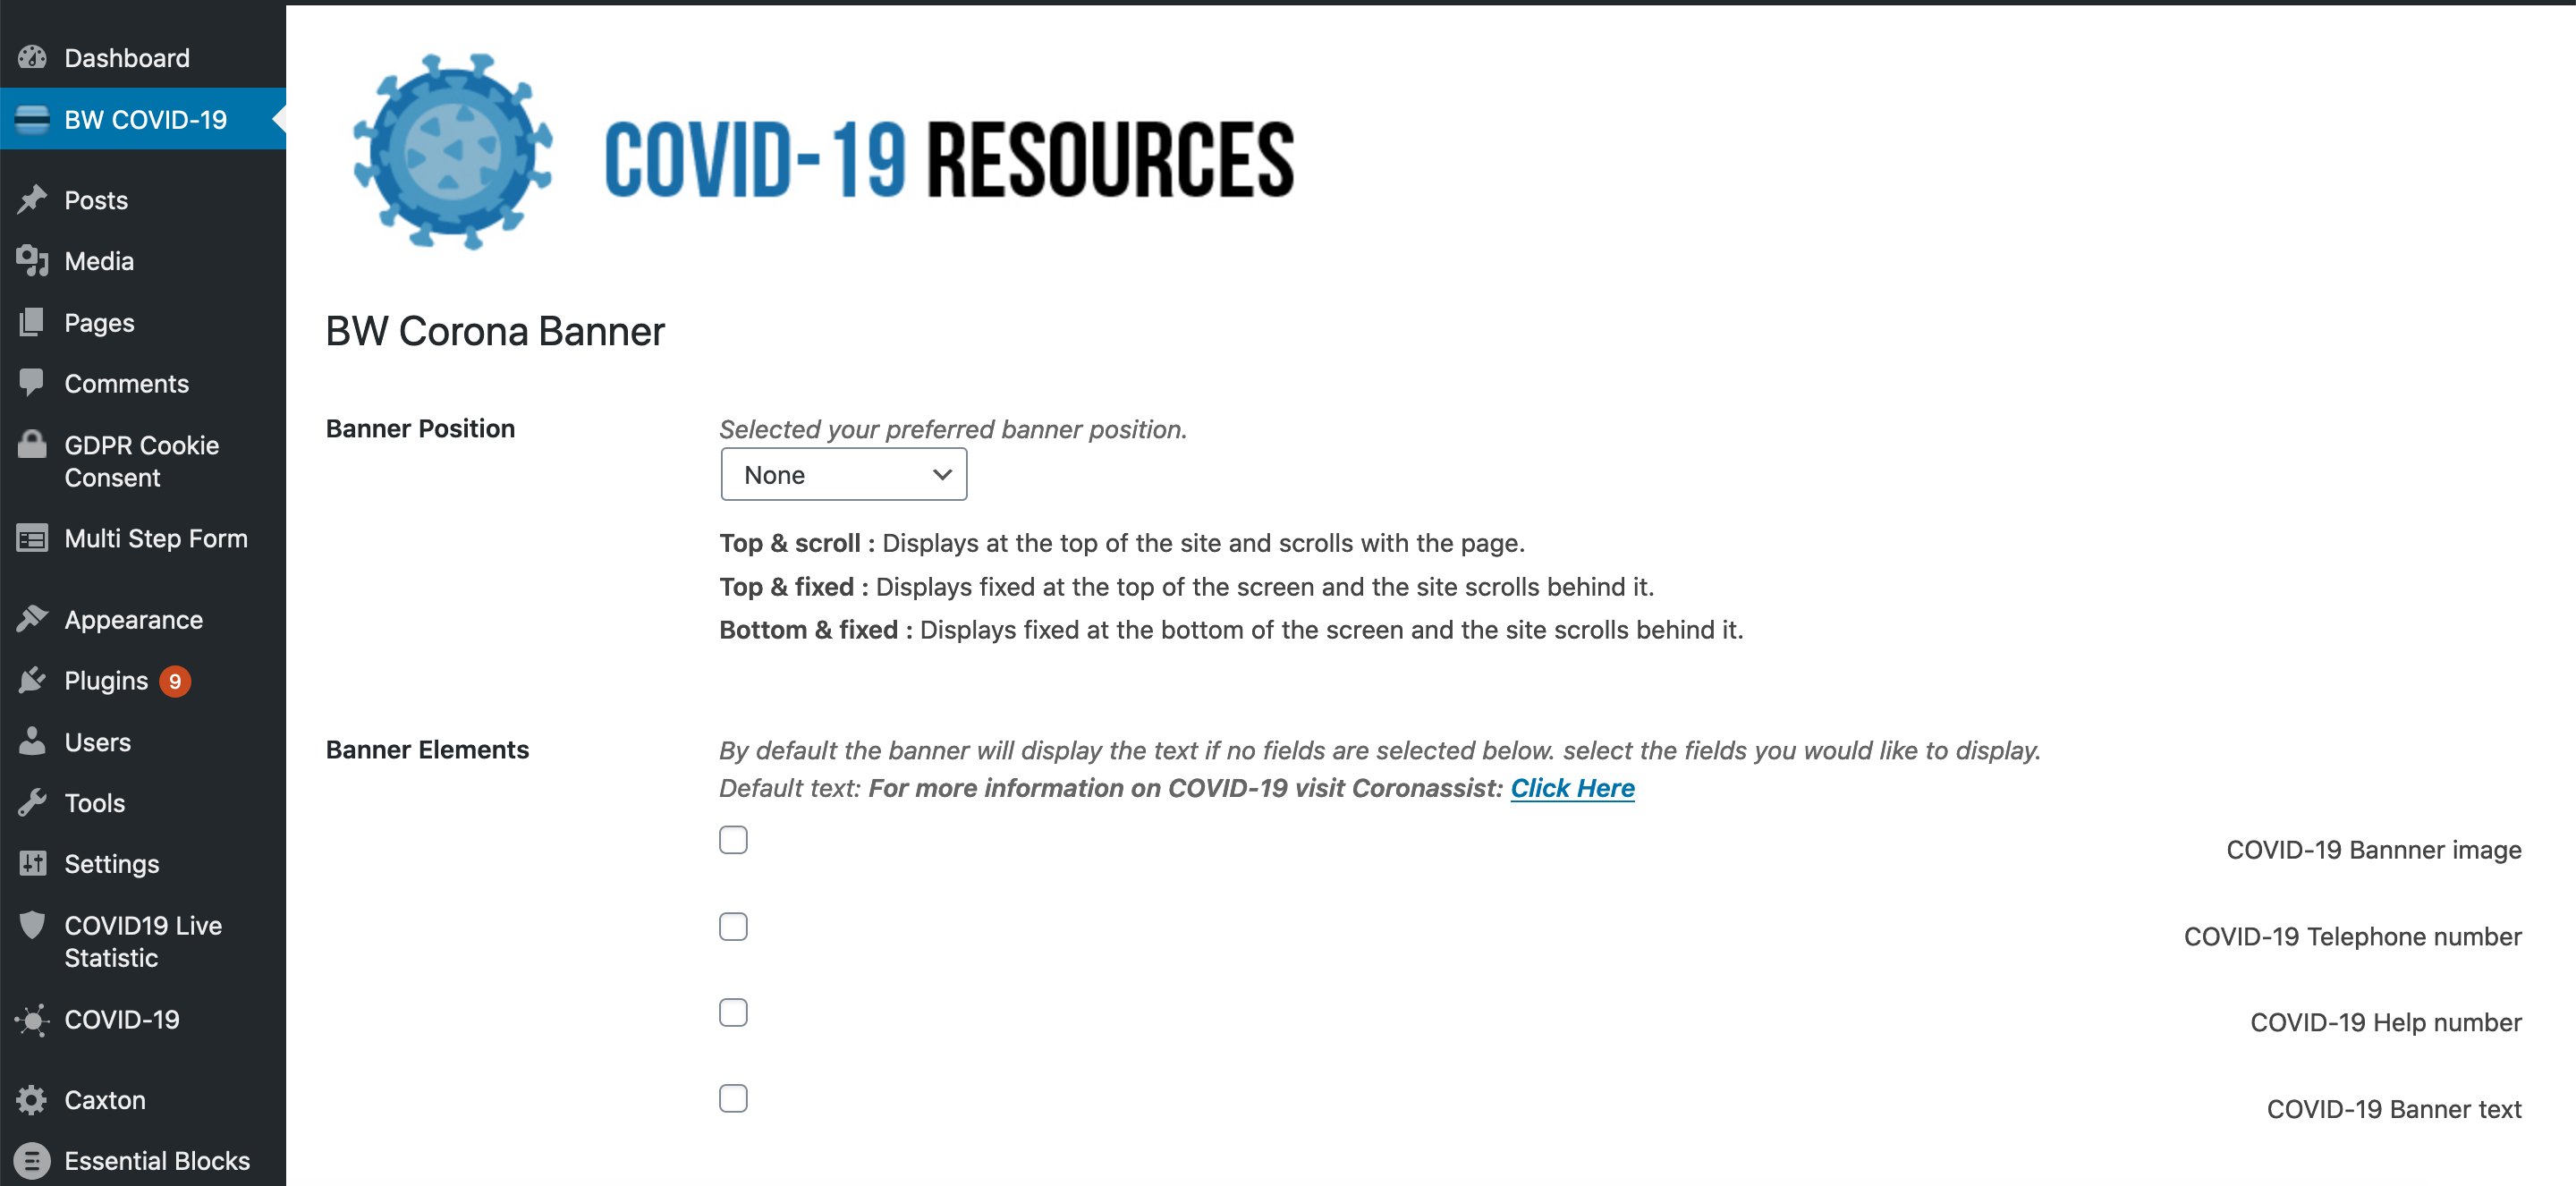 Dashboard
BW COVID-19
Posts
Media
Pages
Comments
GDPR Cookie
Consent
Multi Step Form
Appearance
Plugins 9
Users
Tools
Settings
COVID19 Live
Statistic
COVID-19
Caxton
Essential Blocks
COVID-19 RESOURCES
BW Corona Banner
Banner Position
Selected your preferred banner position.
None
Top & scroll : Displays at the top of the site and scrolls with the page.
Top & fixed : Displays fixed at the top of the screen and the site scrolls behind it.
Bottom & fixed : Displays fixed at the bottom of the screen and the site scrolls behind it.
Banner Elements
By default the banner will display the text if no fields are selected below. select the fields you would like to display.
Default text: For more information on COVID-19 visit Coronassist: Click Here
COVID-19 Bannner image
COVID-19 Telephone number
COVID-19 Help number
COVID-19 Banner text